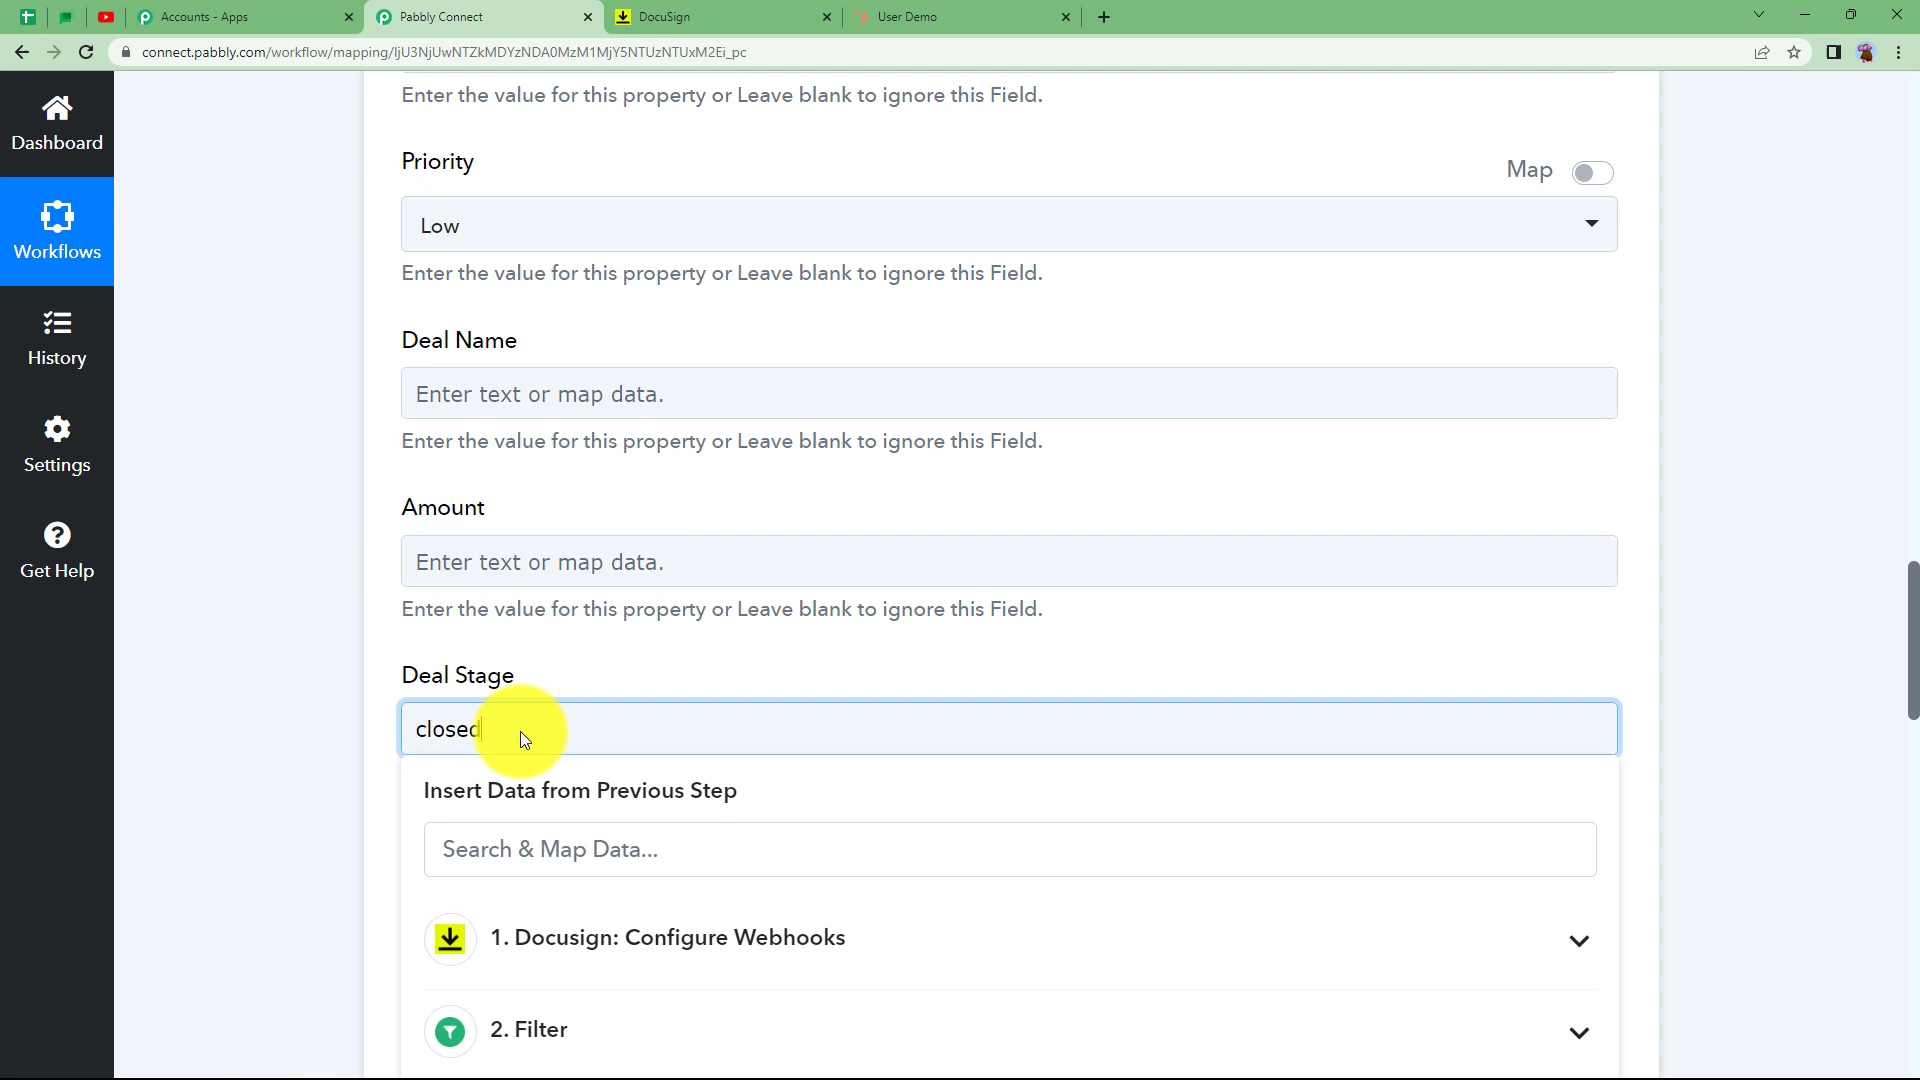 Accounts - Apps
Pabbly Connect
DocuSign
User Demo
connect.pabbly.com/workflow/mapping/IjU3NjUwNTZkMDYzNDA0MzM1MjY5NTUzNTUxM2Ei_pc
Enter the value for this property or Leave blank to ignore this Field.
Dashboard
Priority
Map
Workflows
Low
Enter the value for this property or Leave blank to ignore this Field.
History
Deal Name
Enter text or map data.
Settings
Enter the value for this property or Leave blank to ignore this Field.
Amount
Get Help
Enter text or map data.
Enter the value for this property or Leave blank to ignore this Field.
Deal Stage
closed
Insert Data from Previous Step
Search & Map Data...
1. Docusign: Configure Webhooks
2. Filter